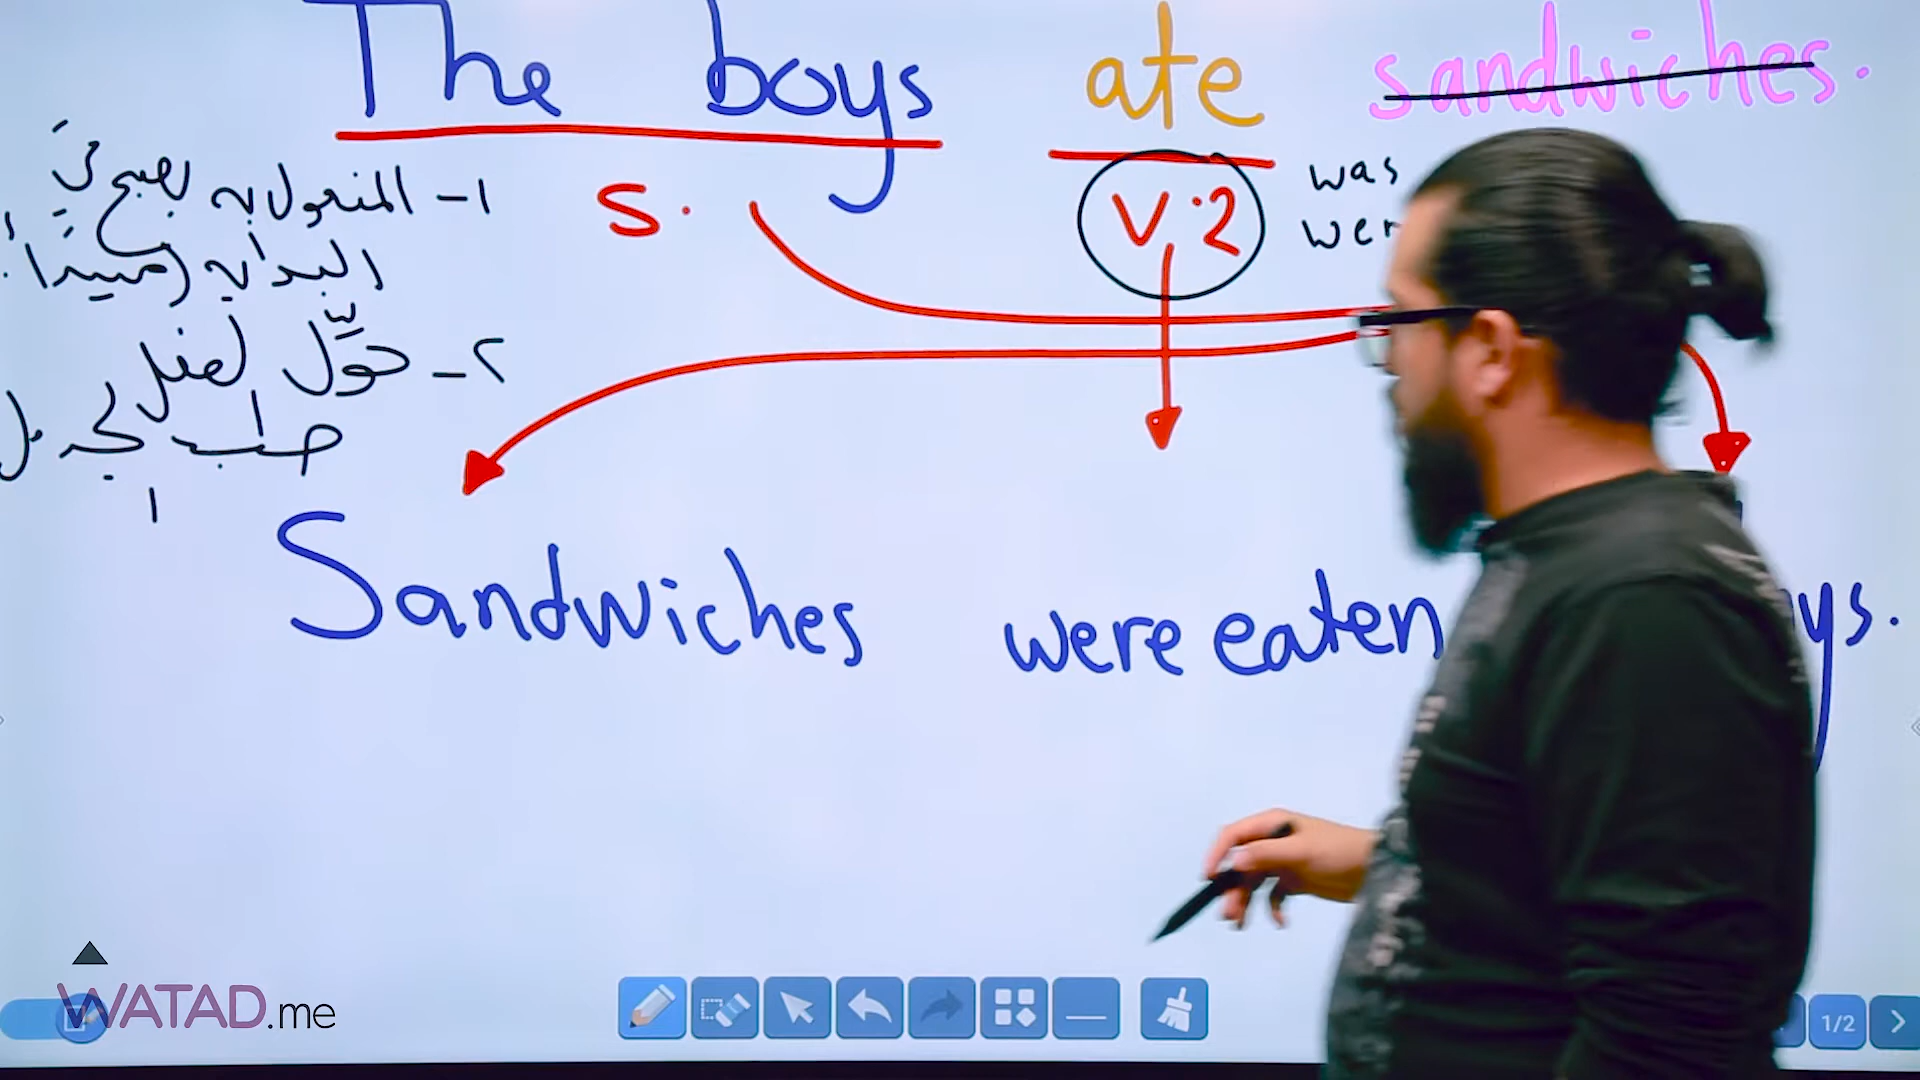 The boys ate sandwiches.
S. V.2 was
١- المفعول به يصبح في
البداية (مبتدأ
٢- حوّل الفعل
حسب
Sandwiches were eaten
WATAD.me
1/2